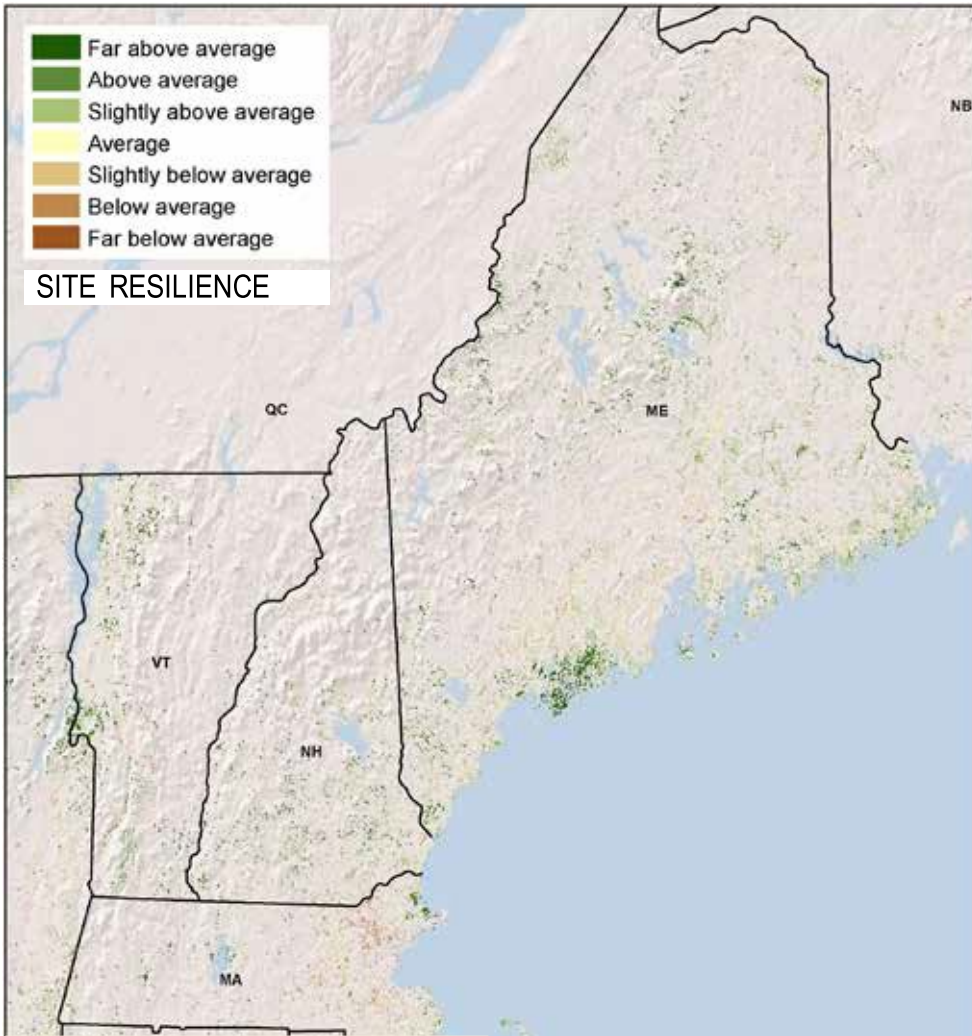 Far above average
Above average
Slightly above average
Average
Slightly below average
Below average
Far below average
SITE RESILIENCE
NB
QC
ME
VT
NH
MA